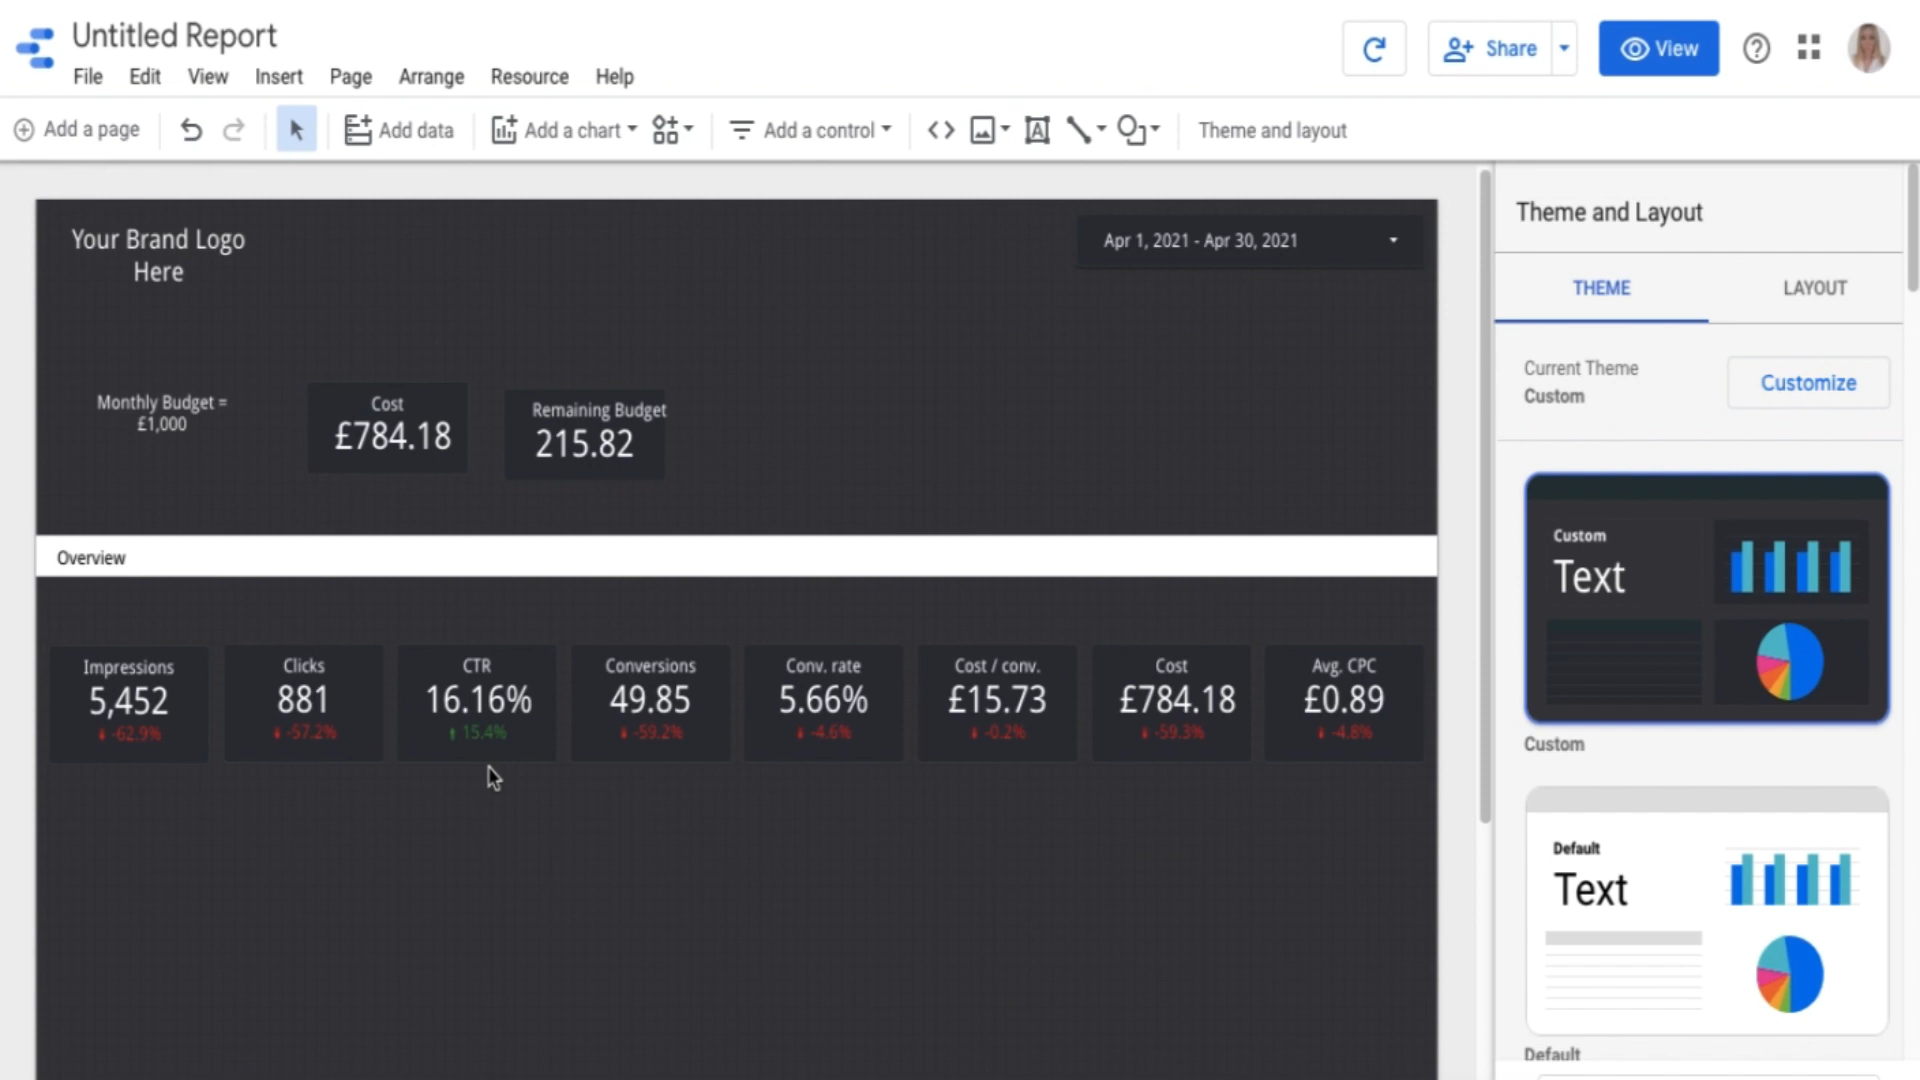 Untitled Report
File Edit View Insert Page Arrange Resource Help
Share
View
Add a page
Add data
Add a chart
Add a control
Theme and layout
Your Brand Logo
Here
Apr 1, 2021 - Apr 30, 2021
Monthly Budget =
£1,000
Cost
£784.18
Remaining Budget
215.82
Overview
Impressions
5,452
-62.9%
Clicks
881
-57.2%
CTR
16.16%
15.4%
Conversions
49.85
-59.2%
Conv. rate
5.66%
-4.6%
Cost / conv.
£15.73
-0.2%
Cost
£784.18
-59.3%
Avg. CPC
£0.89
-4.8%
Theme and Layout
THEME LAYOUT
Current Theme
Custom
Customize
Custom
Text
Custom
Default
Text
Default